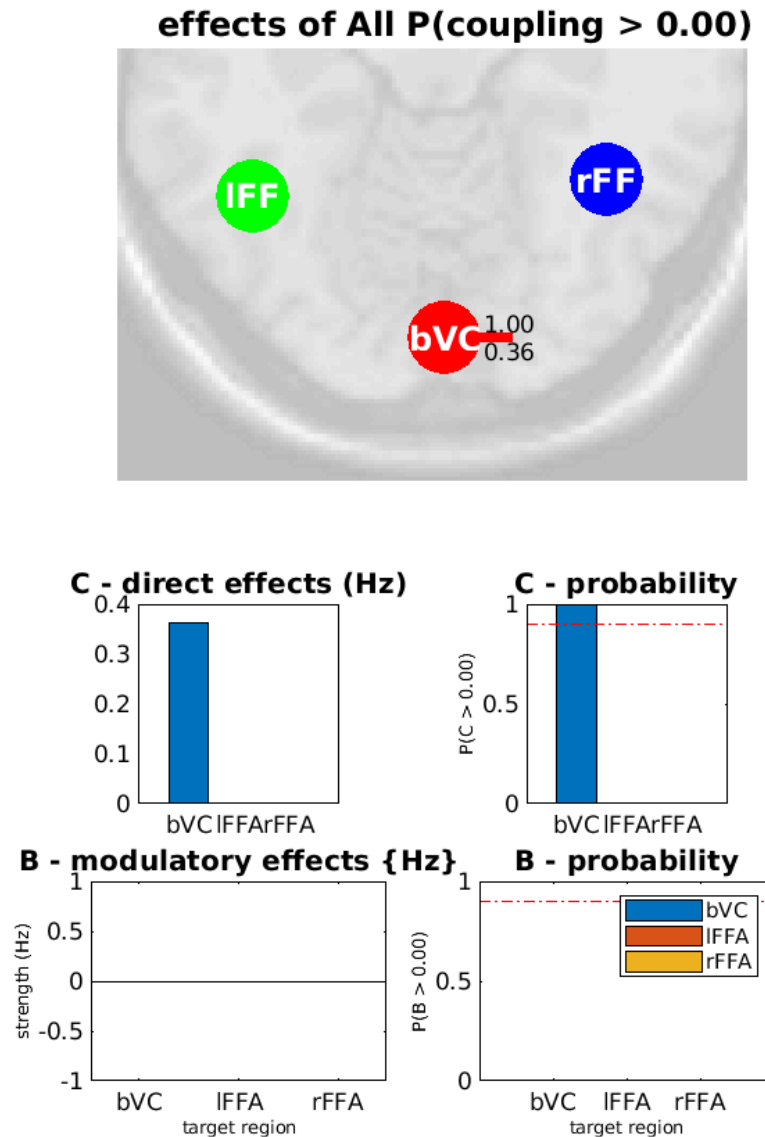 effects of All P(coupling > 0.00)
lFF
rFF
bVC
1.00
0.36
C - direct effects (Hz)
0.4
0.3
0.2
0.1
0
bVC lFFA rFFA
C - probability
P(C > 0.00)
1
0.5
0
bVC lFFA rFFA
B - modulatory effects {Hz}
strength (Hz)
1
0.5
0
-0.5
-1
bVC lFFA rFFA
target region
B - probability
P(B > 0.00)
1
0.5
0
bVC
lFFA
rFFA
bVC lFFA rFFA
target region